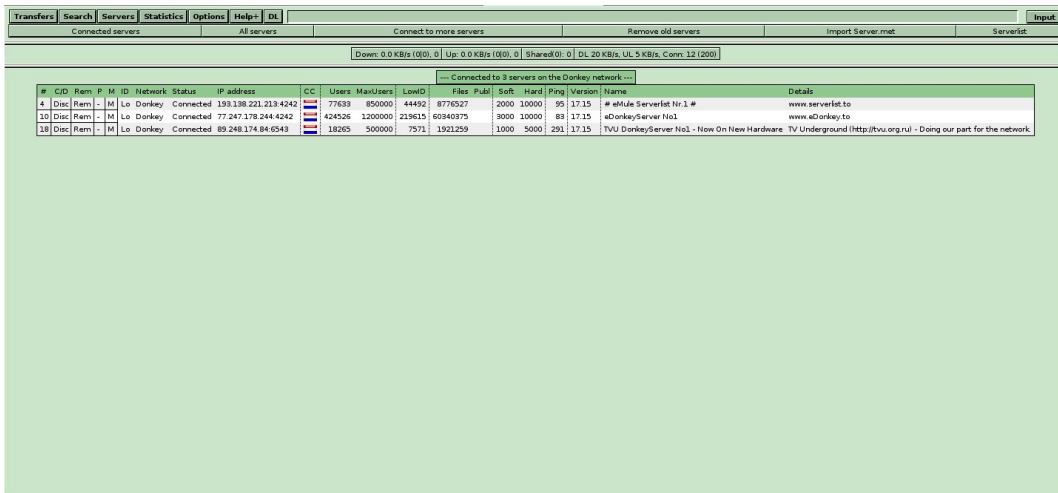 Transfers Search Servers Statistics Options Help+ DL Input
Connected servers All servers Connect to more servers Remove old servers Import Server.met Serverlist
Down: 0.0 KB/s (0|0), 0 Up: 0.0 KB/s (0|0), 0 Shared(0): 0 DL 20 KB/s, UL 5 KB/s, Conn: 12 (200)
--- Connected to 3 servers on the Donkey network ---
# C/D Rem P M ID Network Status IP address CC Users MaxUsers LowID Files Publ Soft Hard Ping Version Name Details
4 Disc Rem - M Lo Donkey Connected 193.138.221.213:4242 77633 850000 44492 8776527 2000 10000 95 17.15 # eMule Serverlist Nr.1 # www.serverlist.to
10 Disc Rem - M Lo Donkey Connected 77.247.178.244:4242 424526 1200000 219615 60340375 3000 10000 83 17.15 eDonkeyServer No1 www.eDonkey.to
18 Disc Rem - M Lo Donkey Connected 89.248.174.84:6543 18265 500000 7571 1921259 1000 5000 291 17.15 TVU DonkeyServer No1 - Now On New Hardware TV Underground (http://tvu.org.ru) - Doing our part for the network.